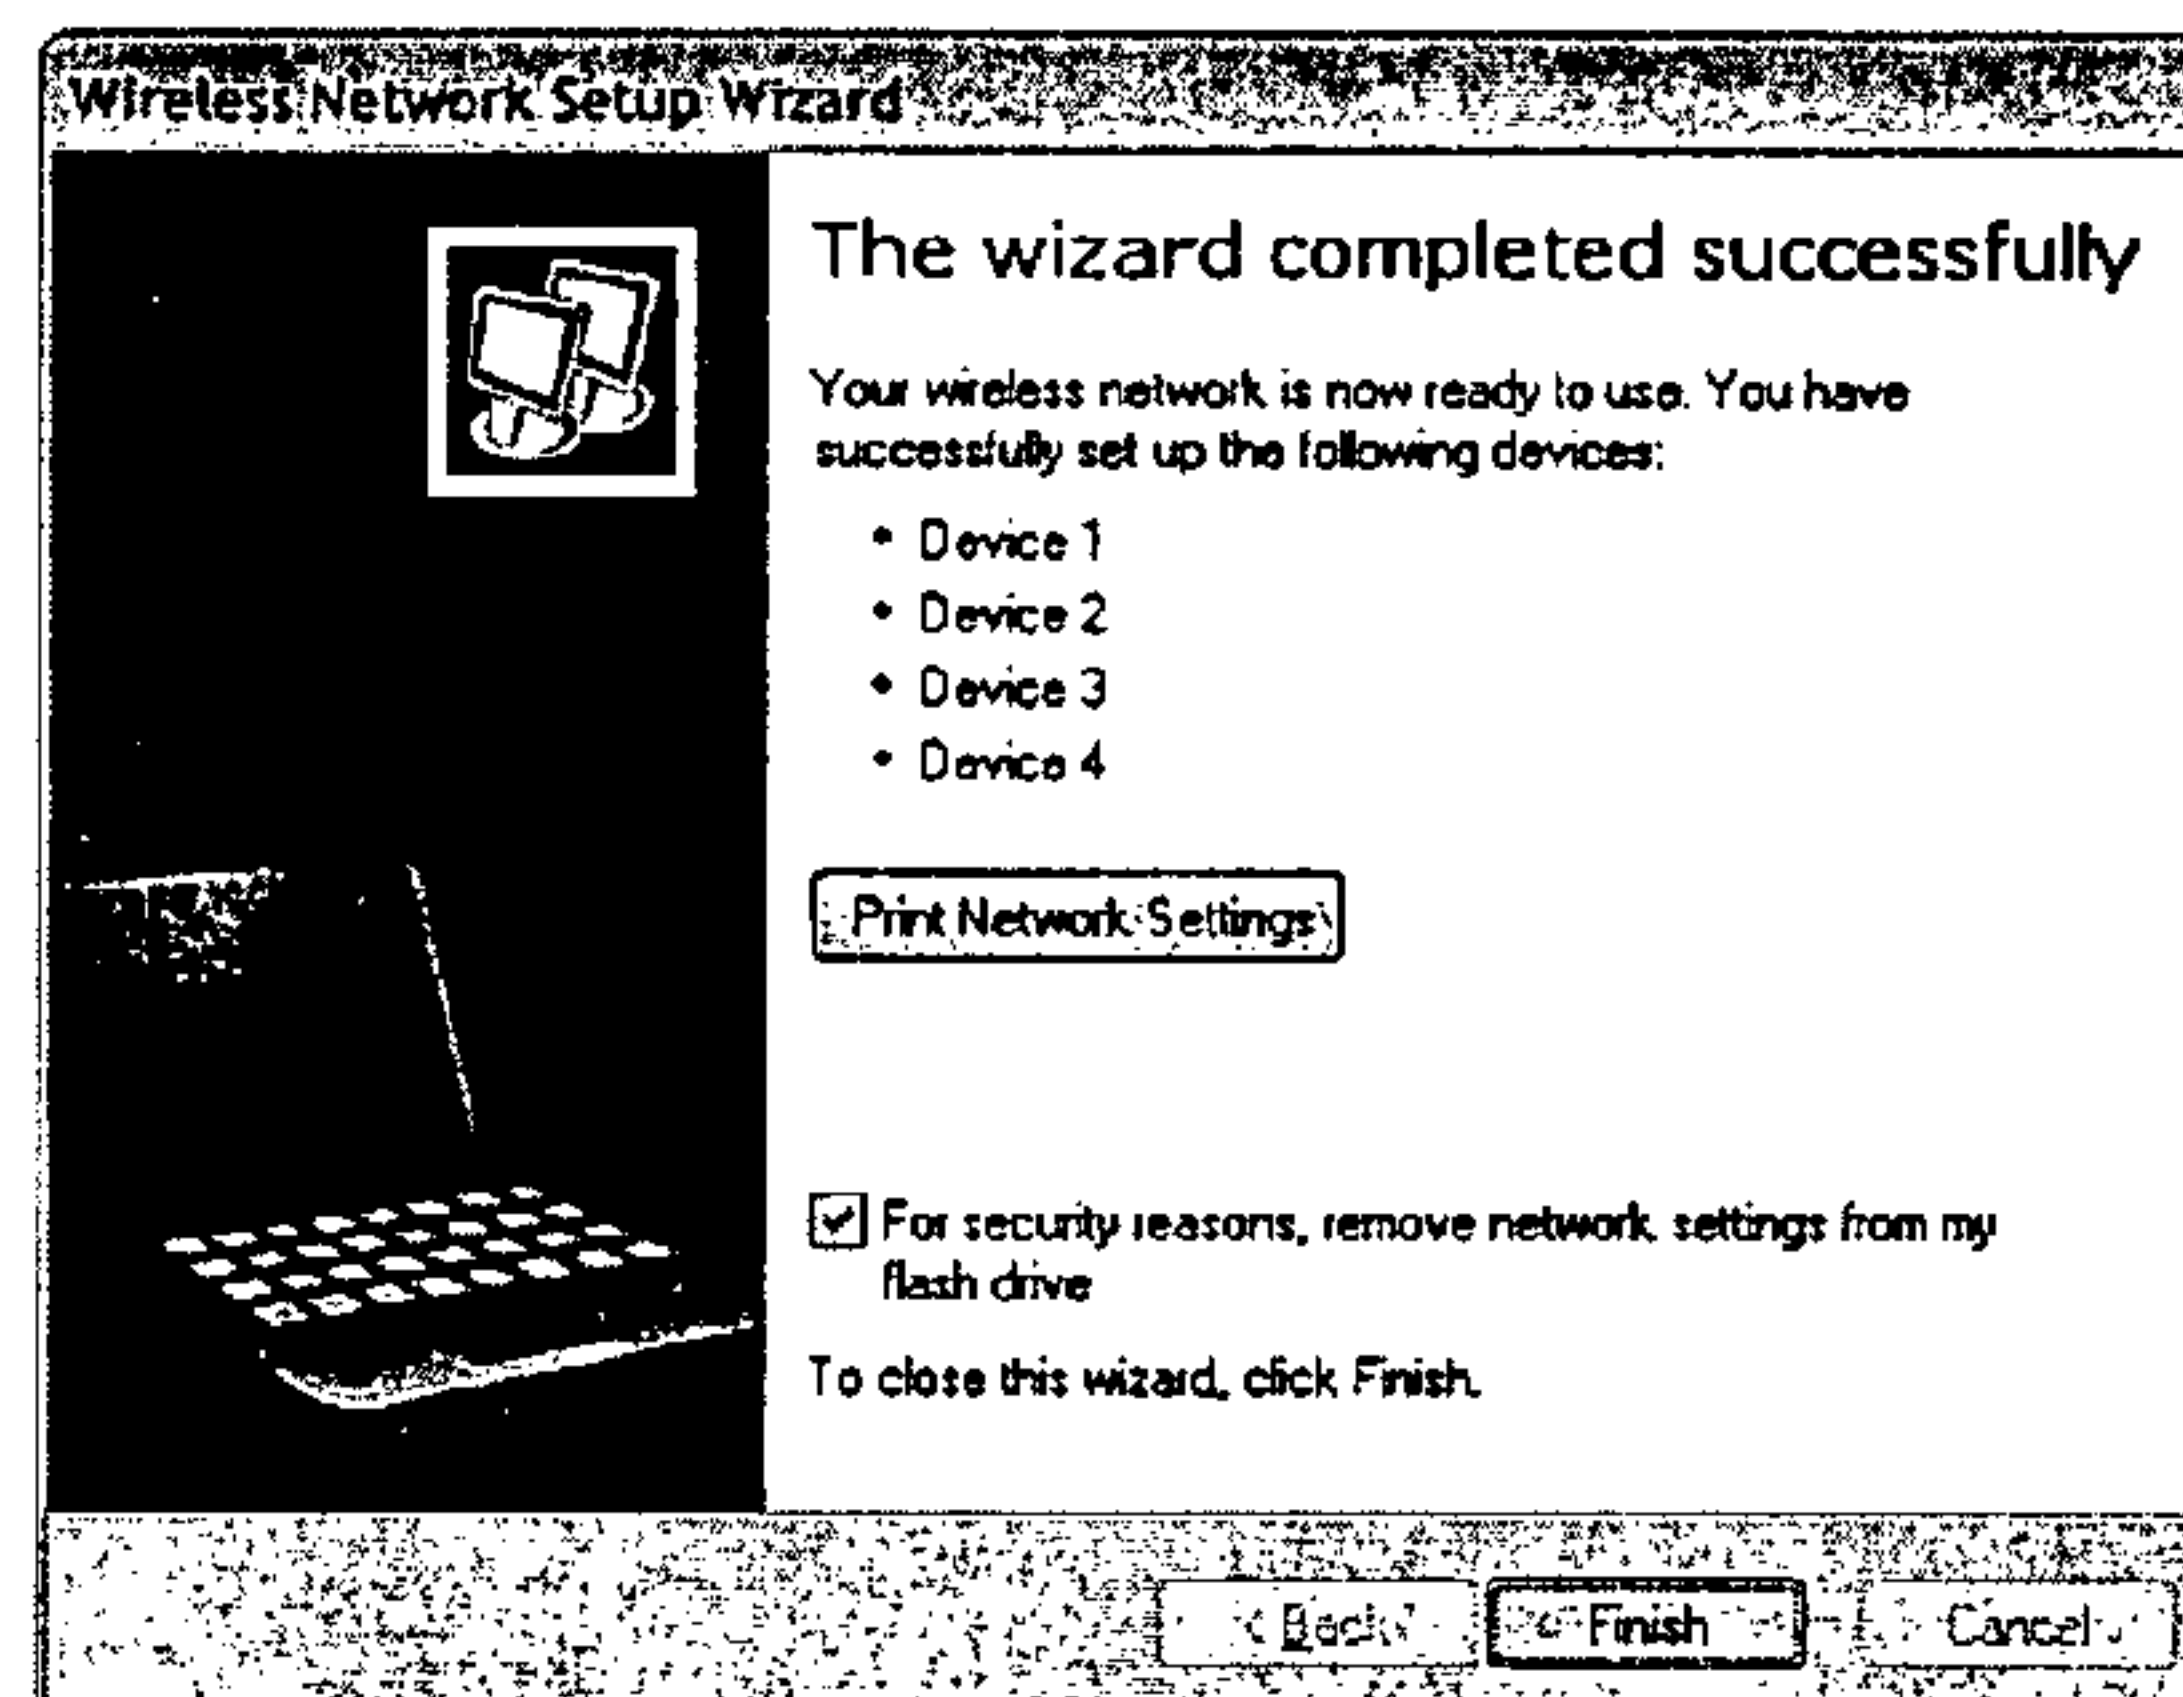 Wireless Network Setup Wizard
The wizard completed successfully
Your wireless network is now ready to use. You have
successfully set up the following devices:
• Device 1
• Device 2
• Device 3
• Device 4
Print Network Settings
For security reasons, remove network settings from my
flash drive
To close this wizard, click Finish.
< Back Finish Cancel